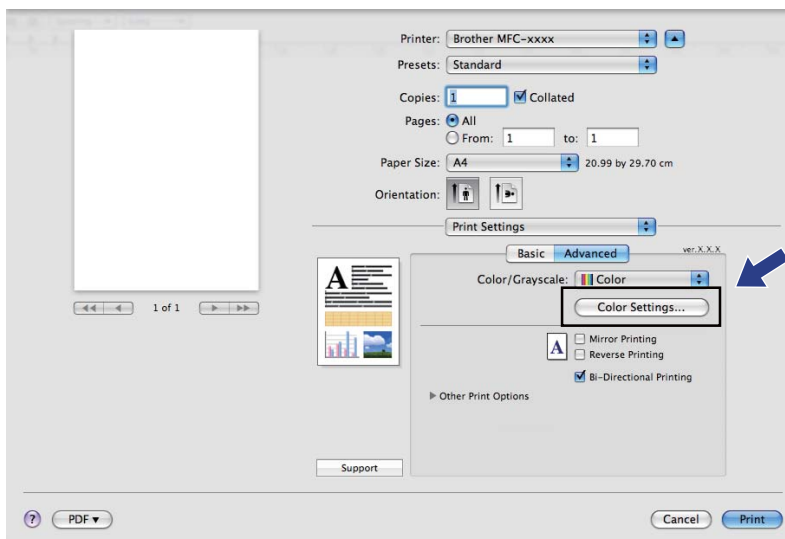 Printer: Brother MFC-xxxx
Presets: Standard
Copies: 1 Collated
Pages: All
From: 1 to: 1
Paper Size: A4 20.99 by 29.70 cm
Orientation:
Print Settings
Basic Advanced ver.X.X.X
Color/Grayscale: Color
Color Settings...
A
Mirror Printing
A
Reverse Printing
Bi-Directional Printing
Other Print Options
1 of 1
Support
? PDF Cancel Print